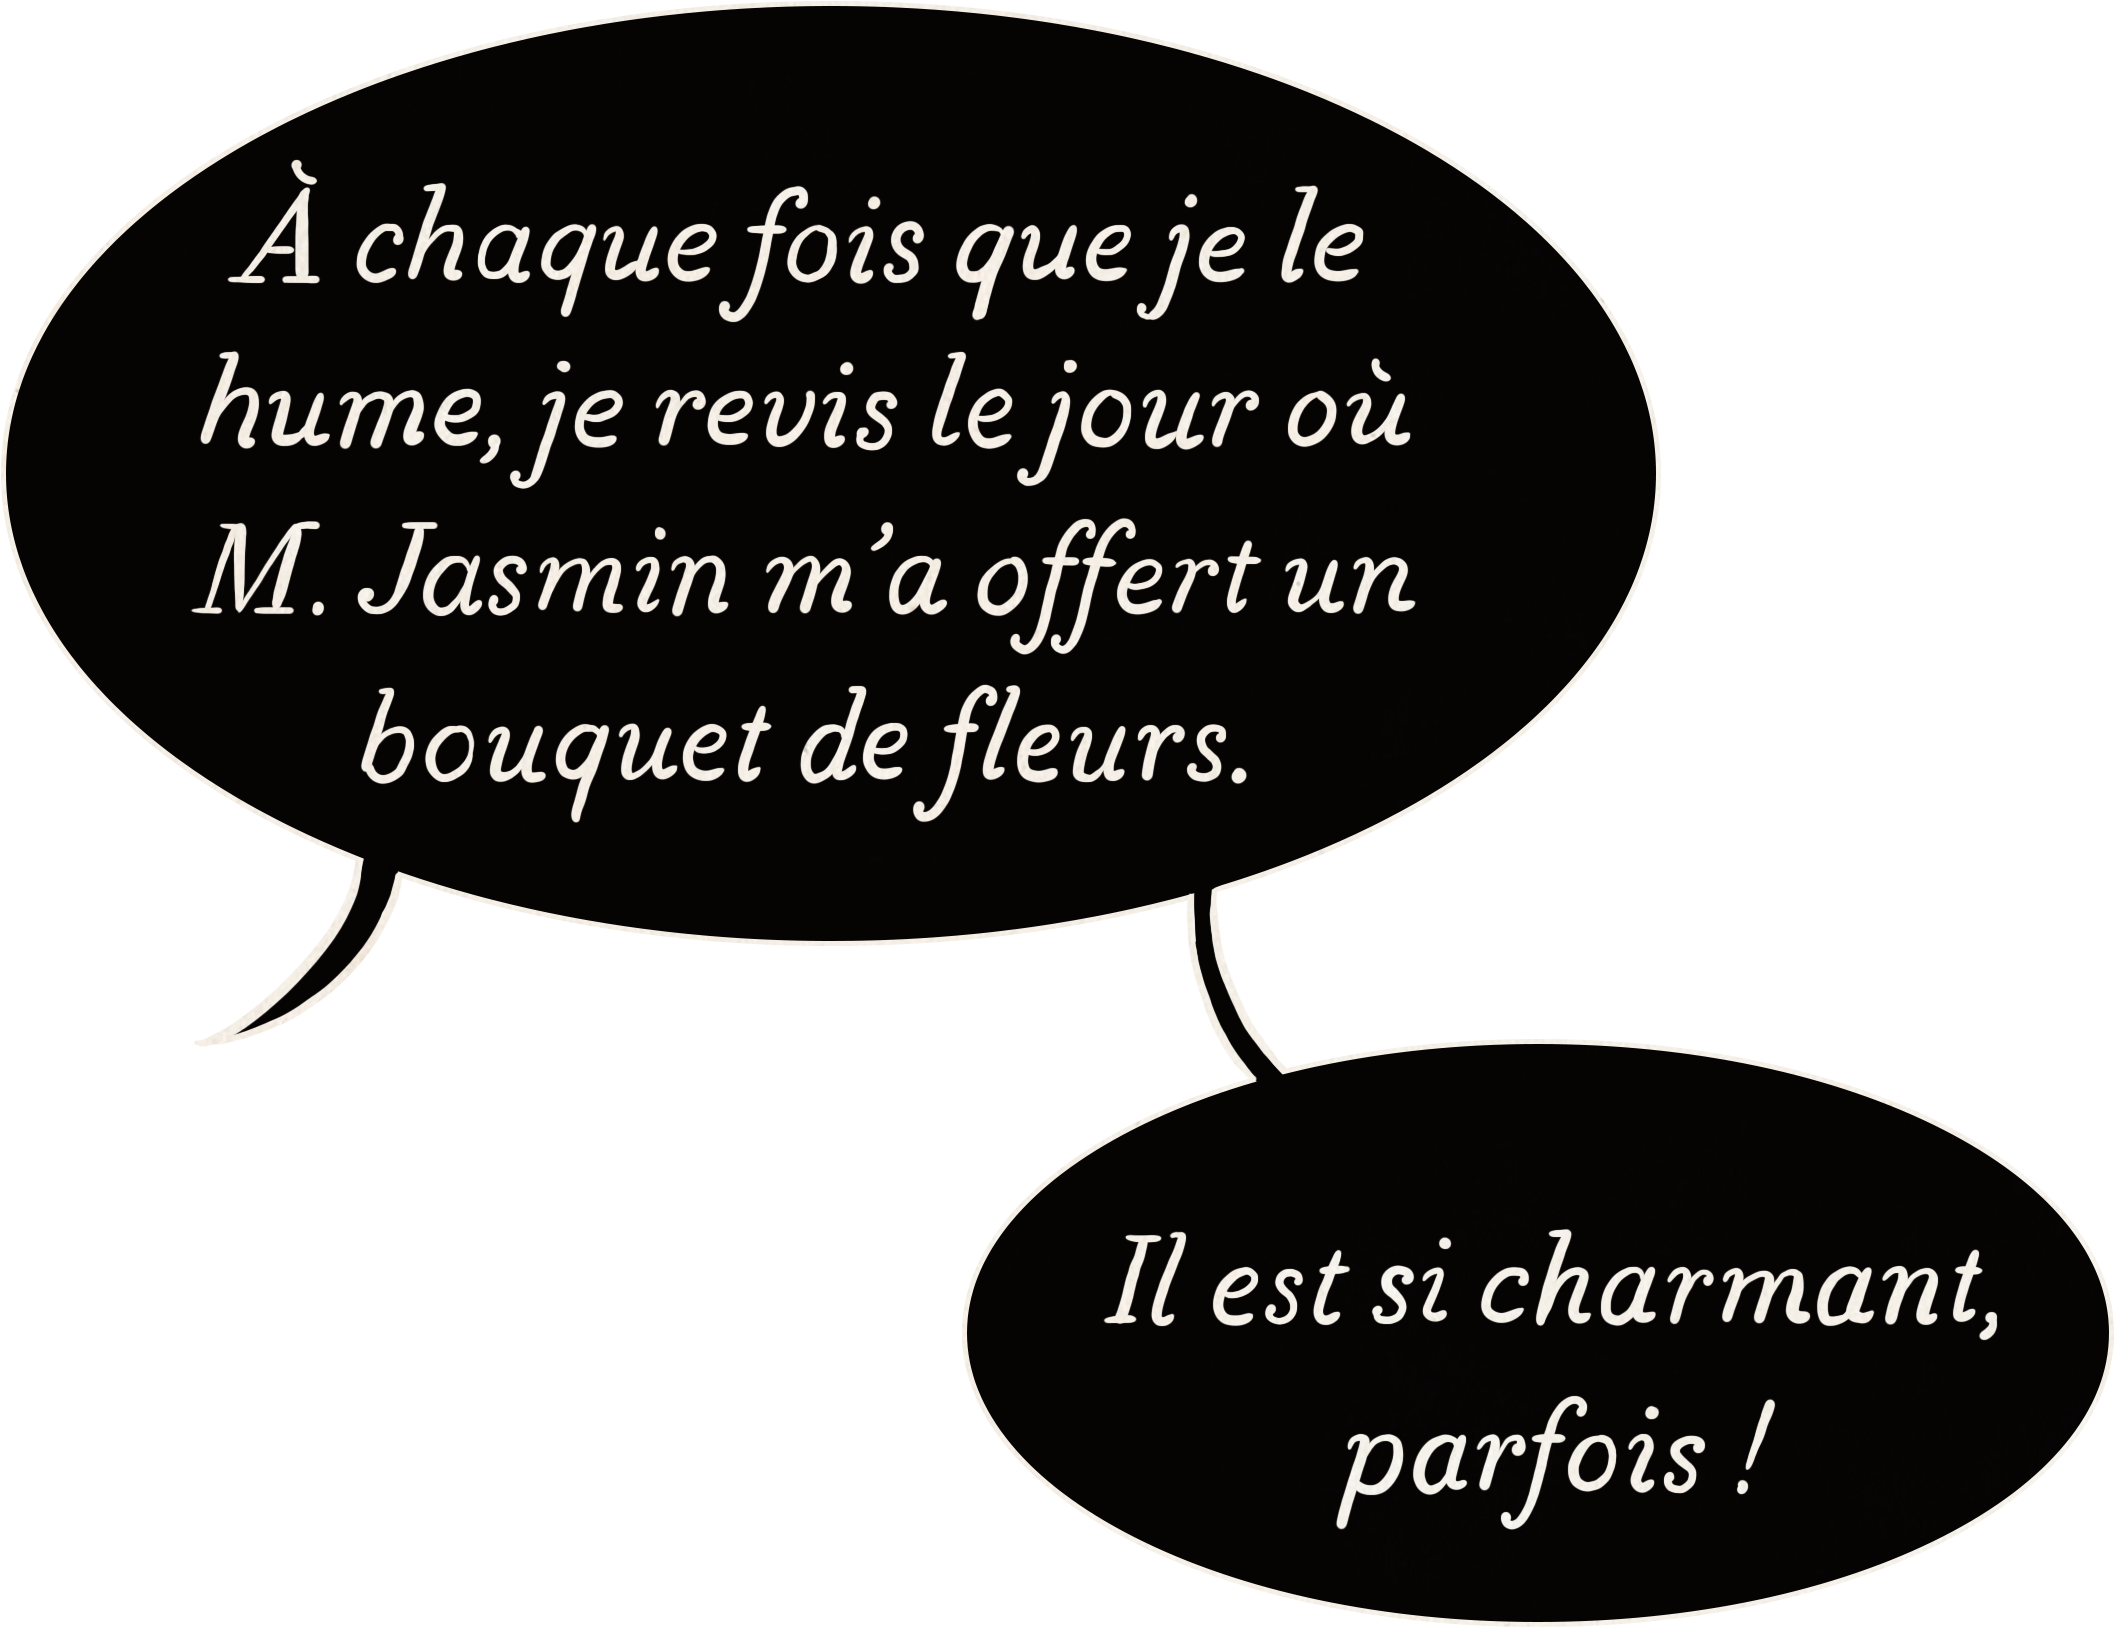 À chaque fois que je le
hume, je revis le jour où
M. Jasmin m’a offert un
bouquet de fleurs.
Il est si charmant,
parfois !